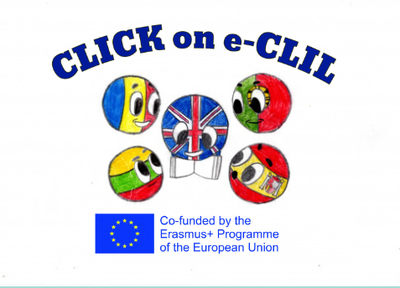 CLICK on e-CLIL
Co-funded by the
Erasmus+ Programme
of the European Union